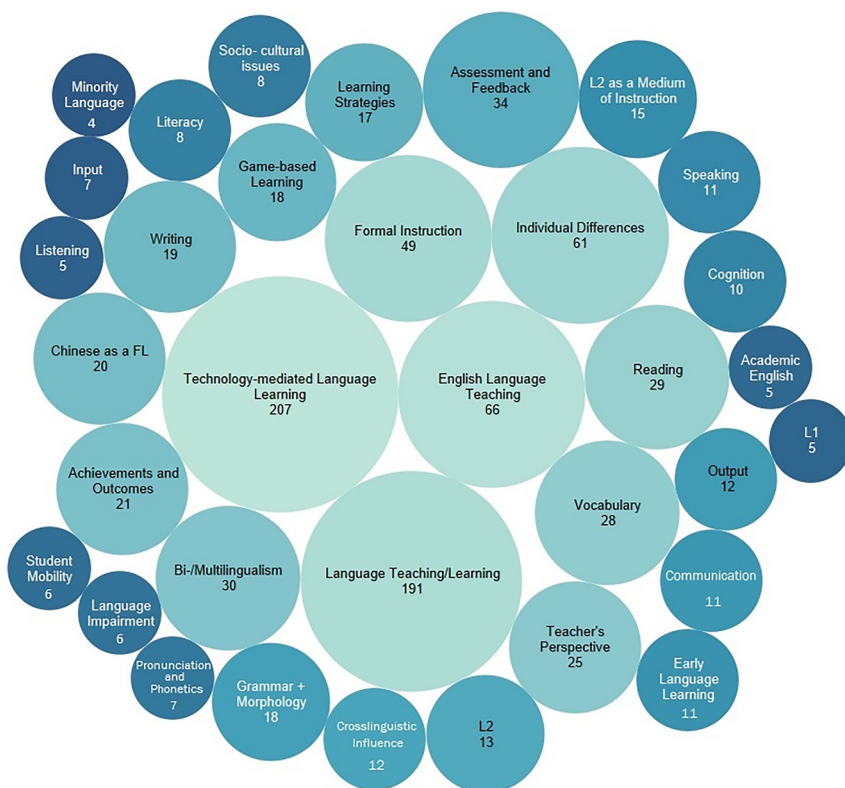 Socio- cultural
issues
8
Minority
Language
4
Learning
Strategies
17
Assessment and
Feedback
34
L2 as a Medium
of Instruction
15
Literacy
8
Game-based
Learning
18
Input
7
Speaking
11
Formal Instruction
49
Individual Differences
61
Writing
19
Listening
5
Cognition
10
Chinese as a FL
20
Technology-mediated Language
Learning
207
English Language
Teaching
66
Reading
29
Academic
English
5
L1
5
Achievements and
Outcomes
21
Output
12
Vocabulary
28
Student
Mobility
6
Bi-/Multilingualism
30
Language Teaching/Learning
191
Communication
11
Language
Impairment
6
Teacher's
Perspective
25
Pronunciation
and
Phonetics
7
Early
Language
Learning
11
Grammar +
Morphology
18
Crosslinguistic
Influence
12
L2
13